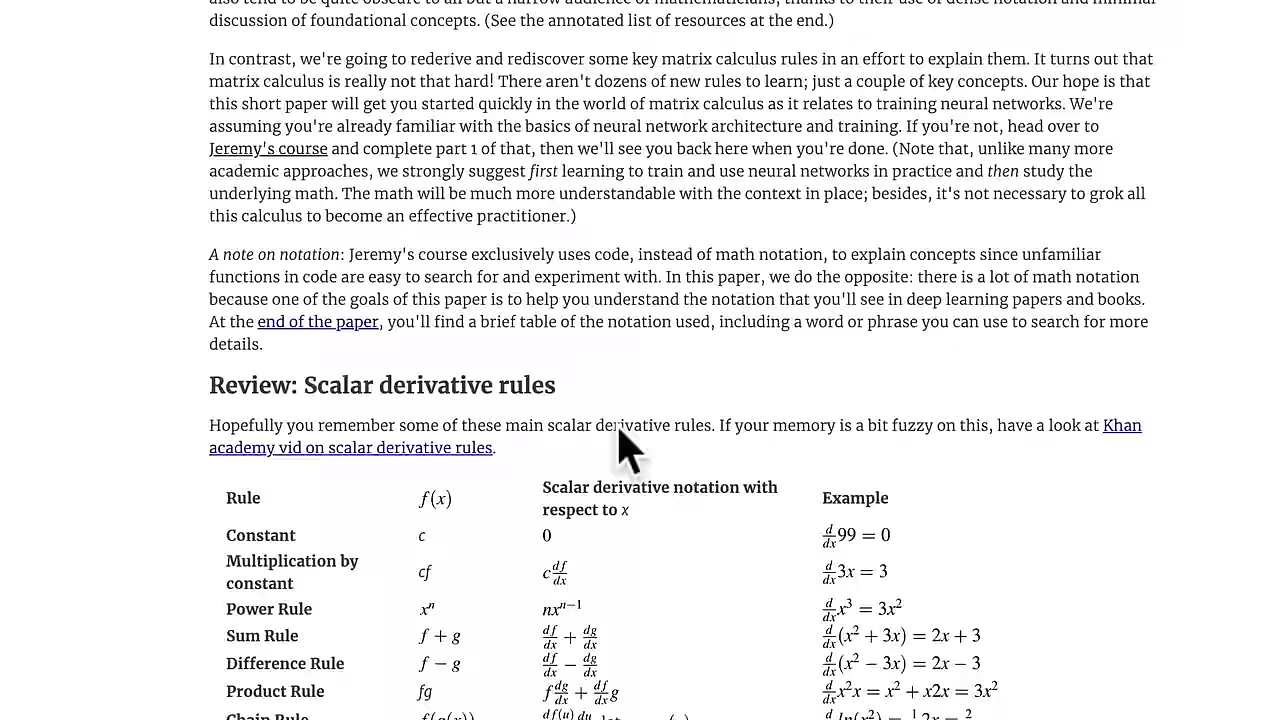 discussion of foundational concepts. (See the annotated list of resources at the end.)
In contrast, we're going to rederive and rediscover some key matrix calculus rules in an effort to explain them. It turns out that
matrix calculus is really not that hard! There aren't dozens of new rules to learn; just a couple of key concepts. Our hope is that
this short paper will get you started quickly in the world of matrix calculus as it relates to training neural networks. We're
assuming you're already familiar with the basics of neural network architecture and training. If you're not, head over to
Jeremy's course and complete part 1 of that, then we'll see you back here when you're done. (Note that, unlike many more
academic approaches, we strongly suggest first learning to train and use neural networks in practice and then study the
underlying math. The math will be much more understandable with the context in place; besides, it's not necessary to grok all
this calculus to become an effective practitioner.)
A note on notation: Jeremy's course exclusively uses code, instead of math notation, to explain concepts since unfamiliar
functions in code are easy to search for and experiment with. In this paper, we do the opposite: there is a lot of math notation
because one of the goals of this paper is to help you understand the notation that you'll see in deep learning papers and books.
At the end of the paper, you'll find a brief table of the notation used, including a word or phrase you can use to search for more
details.
Review: Scalar derivative rules
Hopefully you remember some of these main scalar derivative rules. If your memory is a bit fuzzy on this, have a look at Khan
academy vid on scalar derivative rules.
Rule f(x) Scalar derivative notation with respect to x Example
Constant c 0 d/dx 99 = 0
Multiplication by constant cf c df/dx d/dx 3x = 3
Power Rule xⁿ nxⁿ⁻¹ d/dx x³ = 3x²
Sum Rule f + g df/dx + dg/dx d/dx (x² + 3x) = 2x + 3
Difference Rule f − g df/dx − dg/dx d/dx (x² − 3x) = 2x − 3
Product Rule fg f dg/dx + df/dx g d/dx x²x = x² + x2x = 3x²